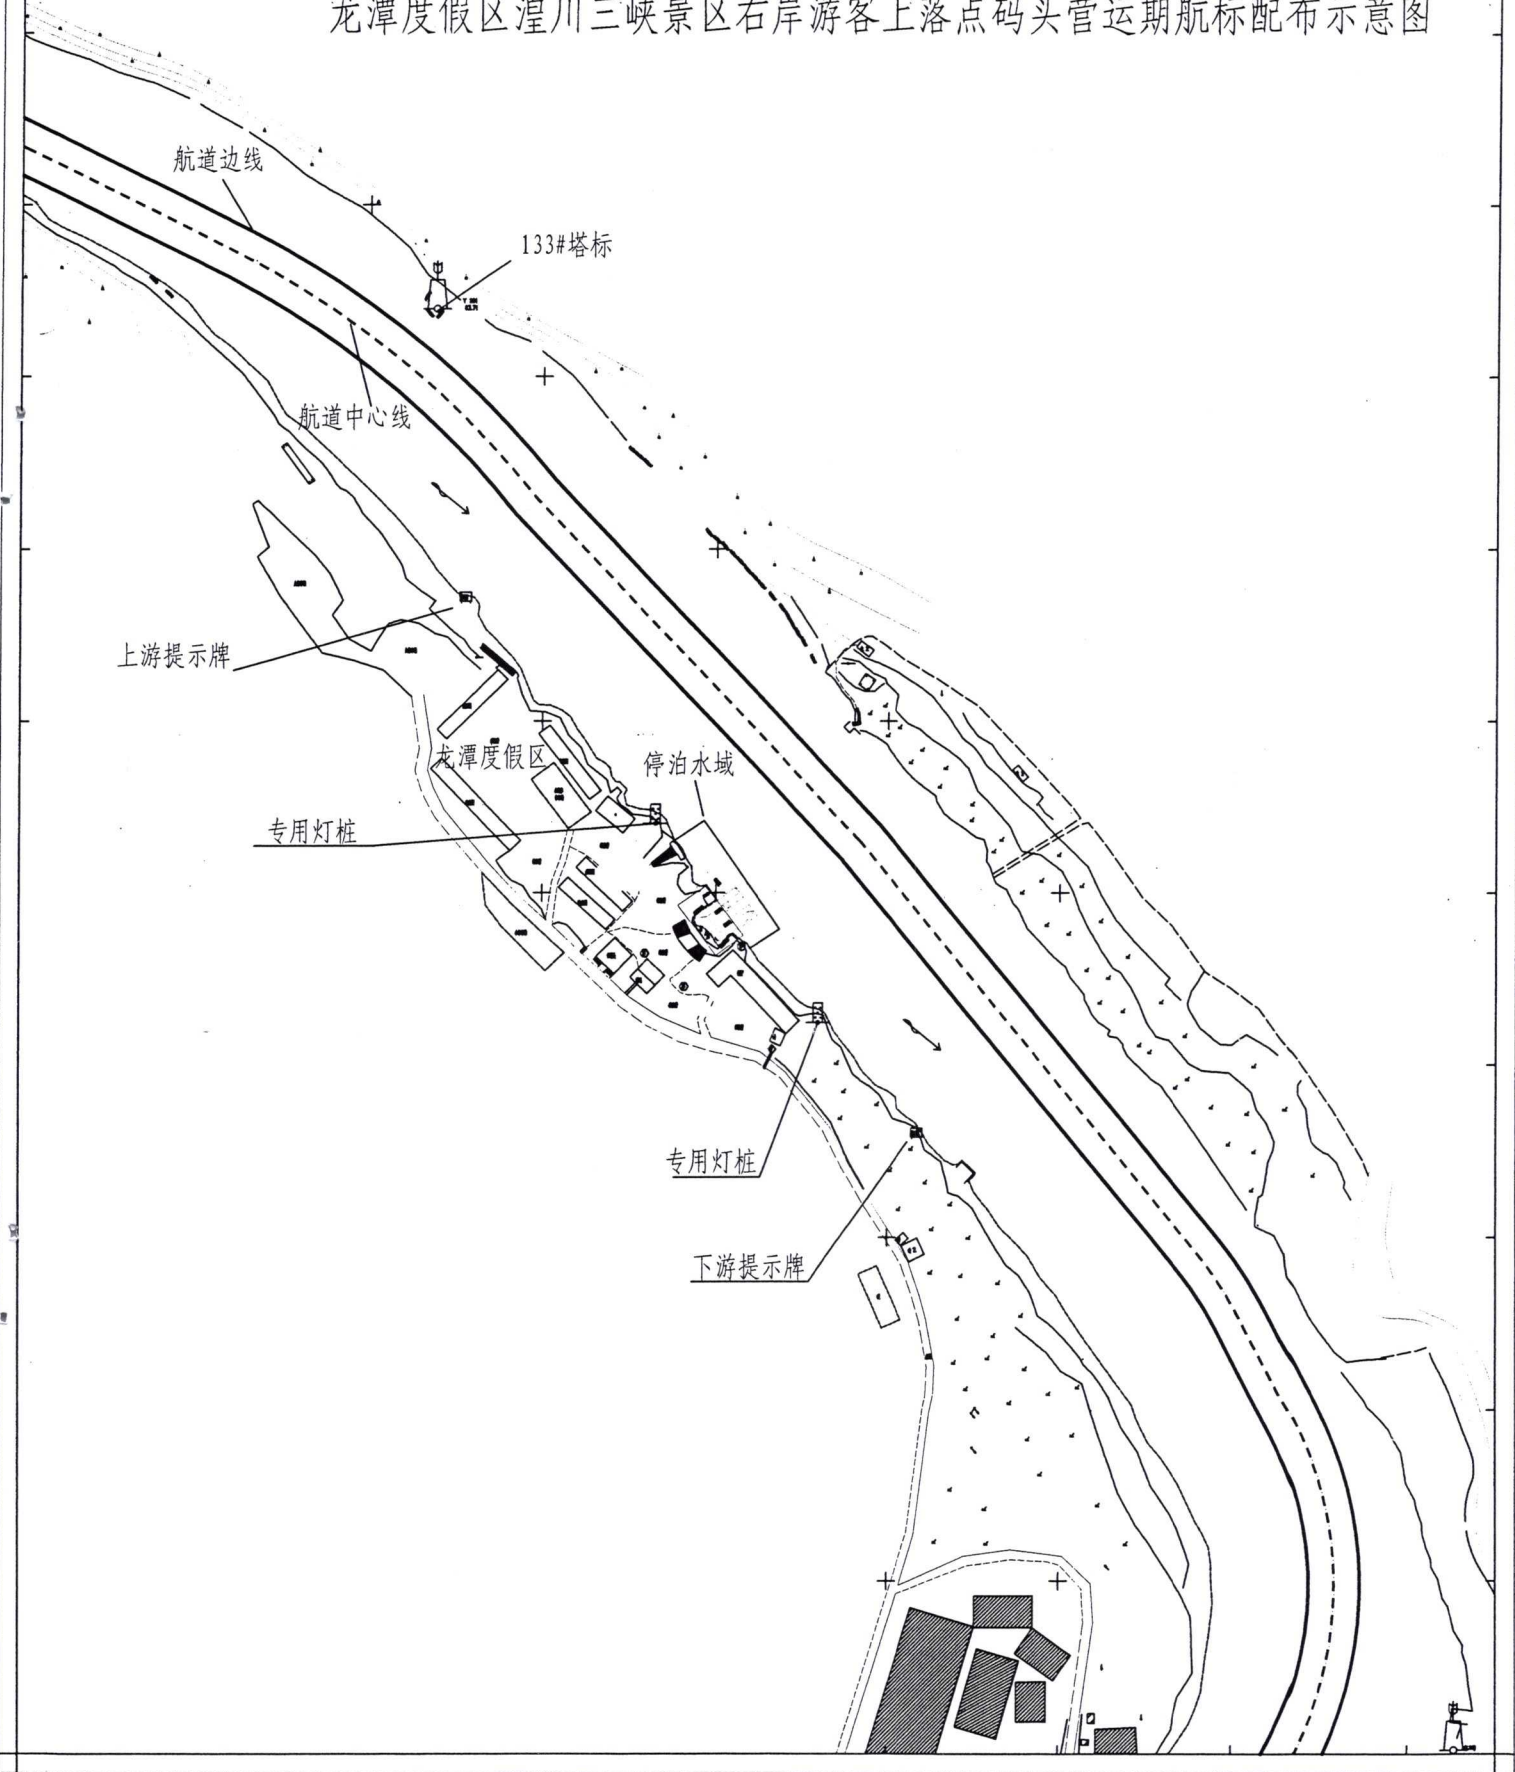 龙潭度假区湟川三峡景区右岸游客上落点码头营运期航标配布示意图
航道边线
133#塔标
航道中心线
上游提示牌
龙潭度假区
停泊水域
专用灯桩
专用灯桩
下游提示牌